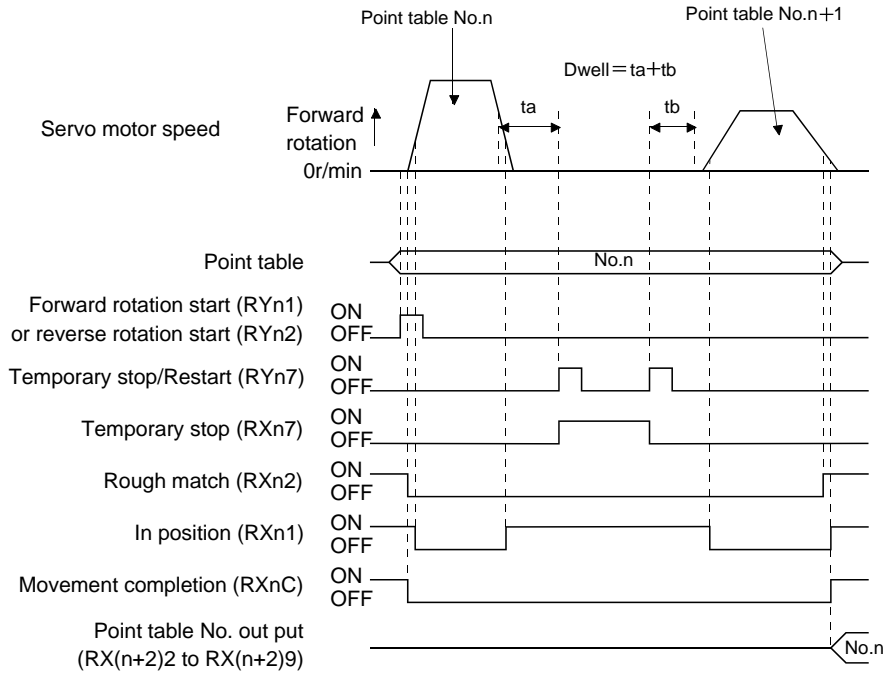 Point table No.n
Point table No.n+1
Dwell=ta+tb
ta
tb
Servo motor speed
Forward
rotation
0r/min
Point table
No.n
Forward rotation start (RYn1)
or reverse rotation start (RYn2)
ON
OFF
Temporary stop/Restart (RYn7)
ON
OFF
Temporary stop (RXn7)
ON
OFF
Rough match (RXn2)
ON
OFF
In position (RXn1)
ON
OFF
Movement completion (RXnC)
ON
OFF
Point table No. out put
(RX(n+2)2 to RX(n+2)9)
No.n